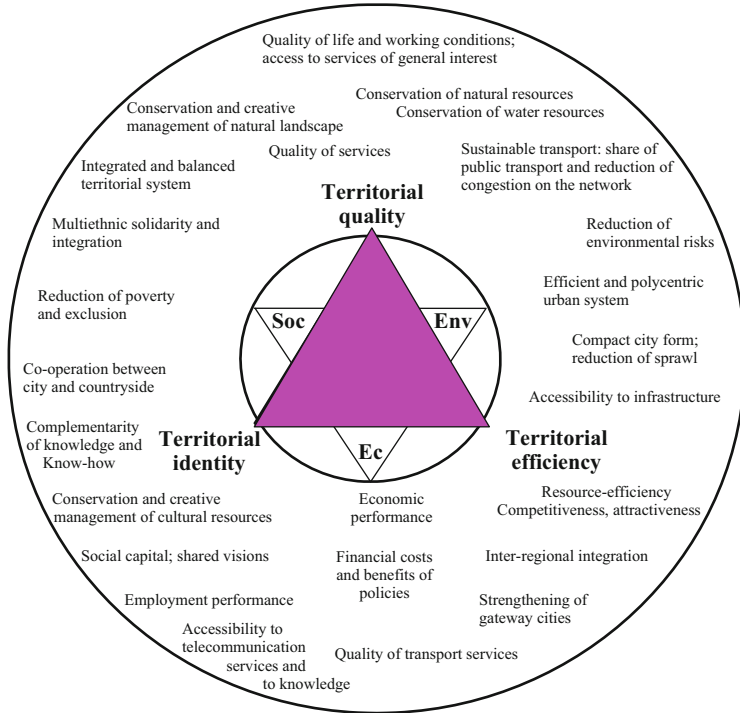 Quality of life and working conditions;
access to services of general interest
Conservation of natural resources
Conservation of water resources
Conservation and creative
management of natural landscape
Quality of services
Sustainable transport: share of
public transport and reduction of
congestion on the network
Integrated and balanced
territorial system
Territorial
quality
Multiethnic solidarity and
integration
Reduction of
environmental risks
Efficient and polycentric
urban system
Reduction of poverty
and exclusion
Soc
Env
Compact city form;
reduction of sprawl
Co-operation between
city and countryside
Accessibility to infrastructure
Complementarity
of knowledge and
Know-how
Territorial
identity
Ec
Territorial
efficiency
Conservation and creative
management of cultural resources
Economic
performance
Resource-efficiency
Competitiveness, attractiveness
Social capital; shared visions
Financial costs
and benefits of
policies
Inter-regional integration
Employment performance
Strengthening of
gateway cities
Accessibility to
telecommunication
services and
to knowledge
Quality of transport services